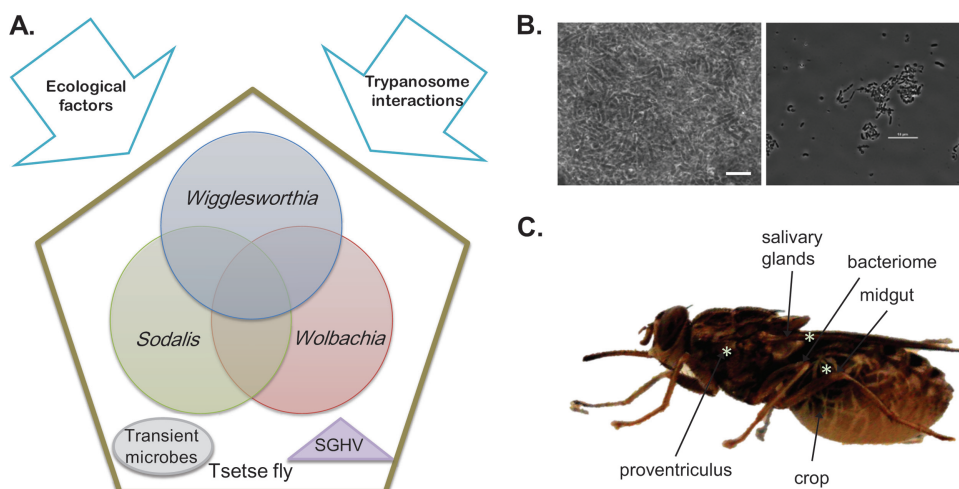 A.
Ecological
factors
Trypanosome
interactions
Wigglesworthia
Sodalis
Wolbachia
Transient
microbes
SGHV
Tsetse fly
B.
C.
salivary
glands
bacteriome
midgut
proventriculus
crop